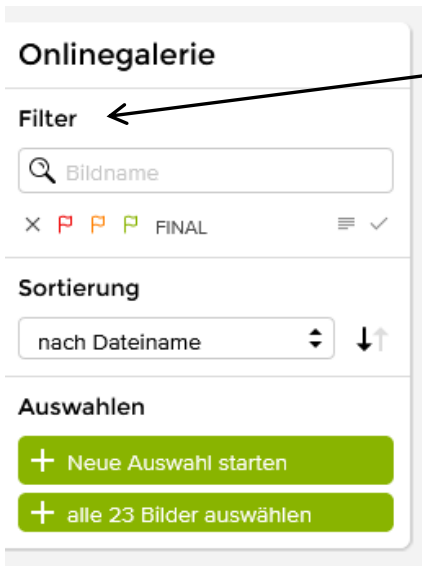 Onlinegalerie
Filter
Bildname
FINAL
Sortierung
nach Dateiname
Auswahlen
Neue Auswahl starten
alle 23 Bilder auswählen